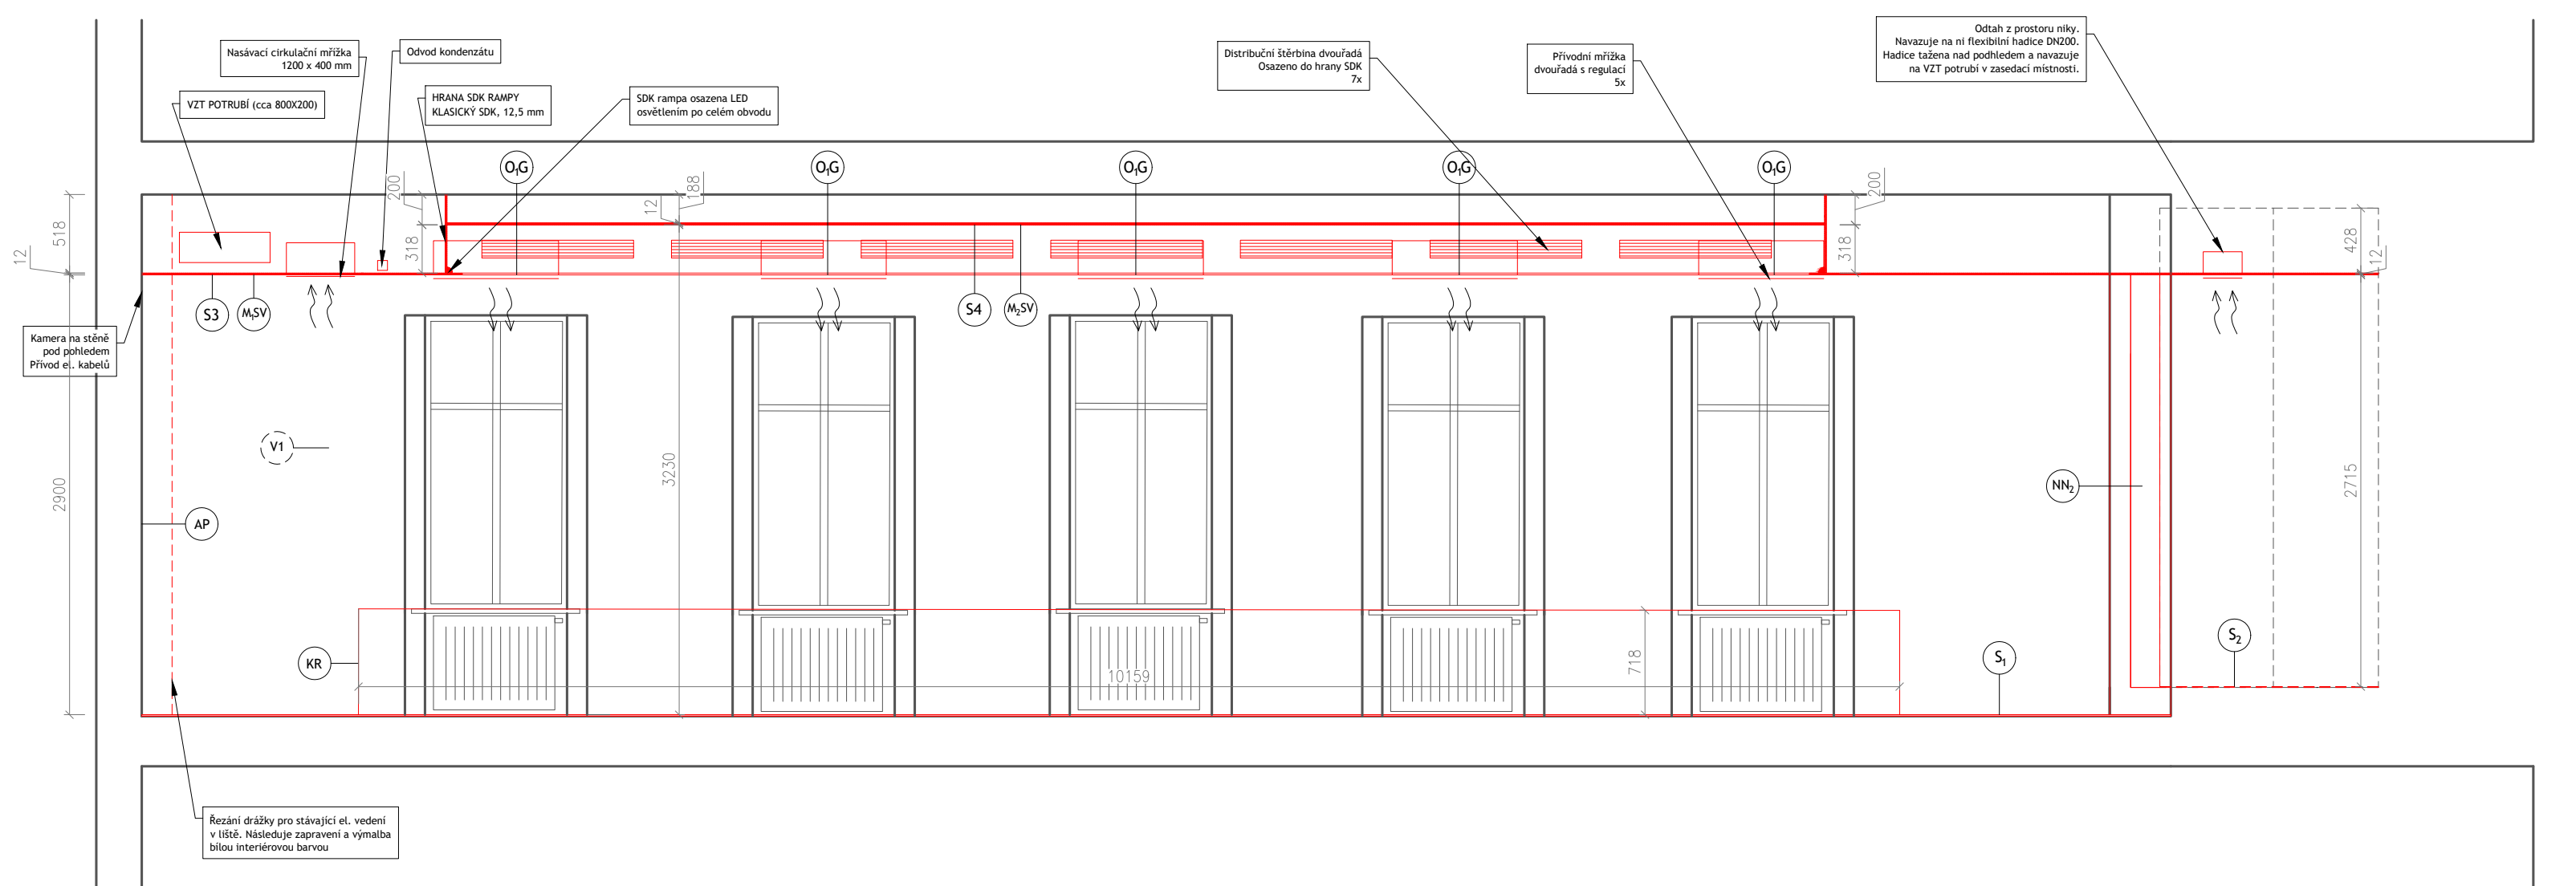 Nasávací cirkulační mřížka
1200 x 400 mm
Odvod kondenzátu
VZT POTRUBÍ (cca 800X200)
HRANA SDK RAMPY
KLASICKÝ SDK, 12,5 mm
SDK rampa osazena LED
osvětlením po celém obvodu
Distribuční štěrbina dvouřadá
Osazeno do hrany SDK
7x
Přívodní mřížka
dvouřadá s regulací
5x
Odtah z prostoru niky.
Navazuje na ni flexibilní hadice DN200.
Hadice tažena nad podhledem a navazuje
na VZT potrubí v zasedací místnosti.
O₁G
O₁G
O₁G
O₁G
O₁G
200
12
188
200
518
12
318
318
428
12
S3
M₁SV
S4
M₂SV
Kamera na stěně
pod pohledem
Přívod el. kabelů
V1
2900
3230
AP
NN₂
2715
KR
10159
718
S₁
S₂
Řezání drážky pro stávající el. vedení
v liště. Následuje zapravení a výmalba
bílou interiérovou barvou